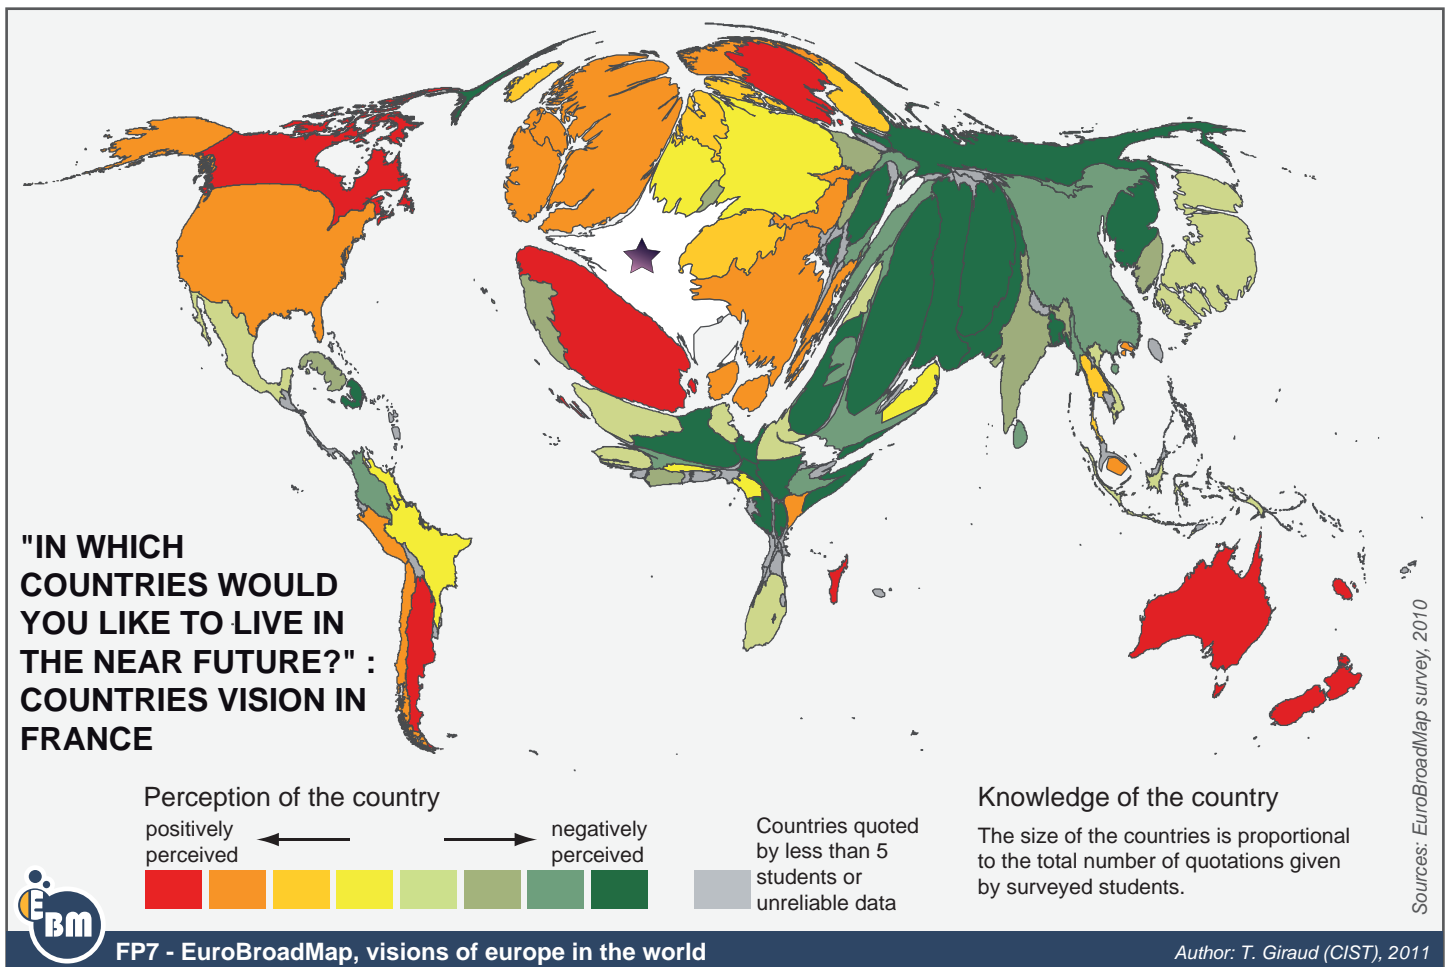 "IN WHICH
COUNTRIES WOULD
YOU LIKE TO LIVE IN
THE NEAR FUTURE?" :
COUNTRIES VISION IN
FRANCE
Perception of the country
positively
perceived
negatively
perceived
Countries quoted
by less than 5
students or
unreliable data
Knowledge of the country
The size of the countries is proportional
to the total number of quotations given
by surveyed students.
Sources: EuroBroadMap survey, 2010
EBM
FP7 - EuroBroadMap, visions of europe in the world
Author: T. Giraud (CIST), 2011